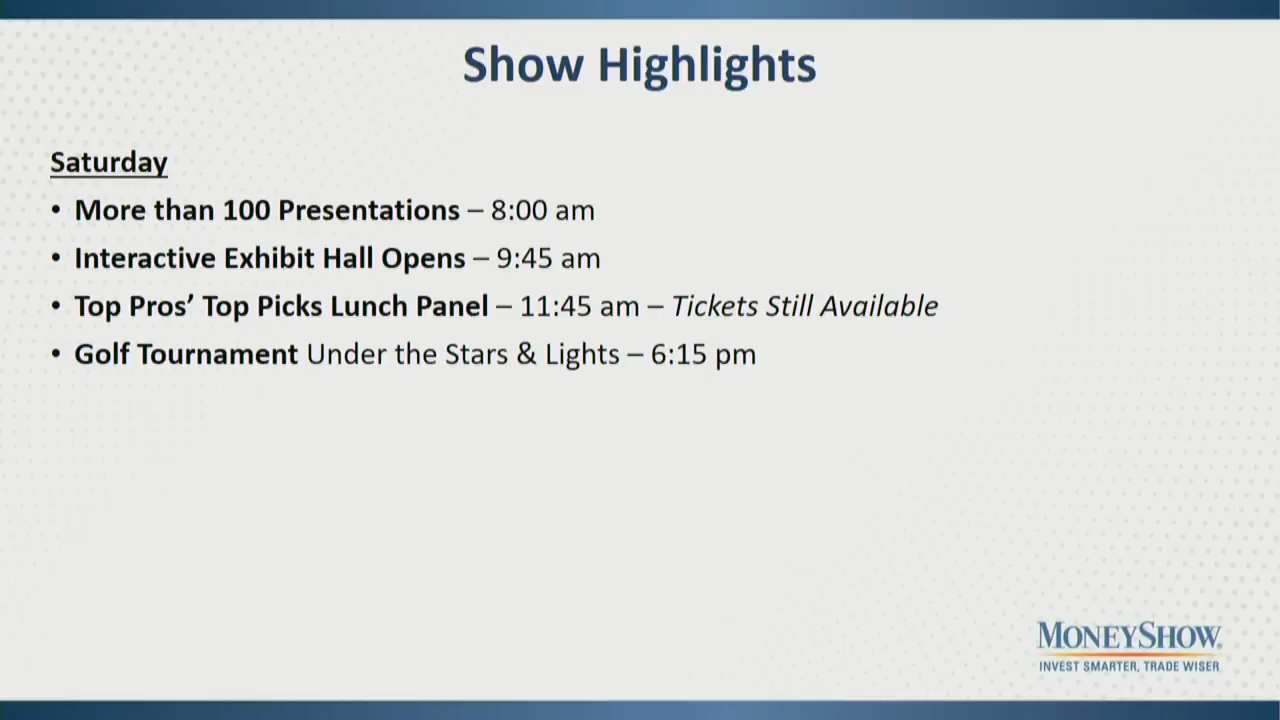 Show Highlights
Saturday
• More than 100 Presentations – 8:00 am
• Interactive Exhibit Hall Opens – 9:45 am
• Top Pros’ Top Picks Lunch Panel – 11:45 am – Tickets Still Available
• Golf Tournament Under the Stars & Lights – 6:15 pm
MONEYSHOW®
INVEST SMARTER, TRADE WISER